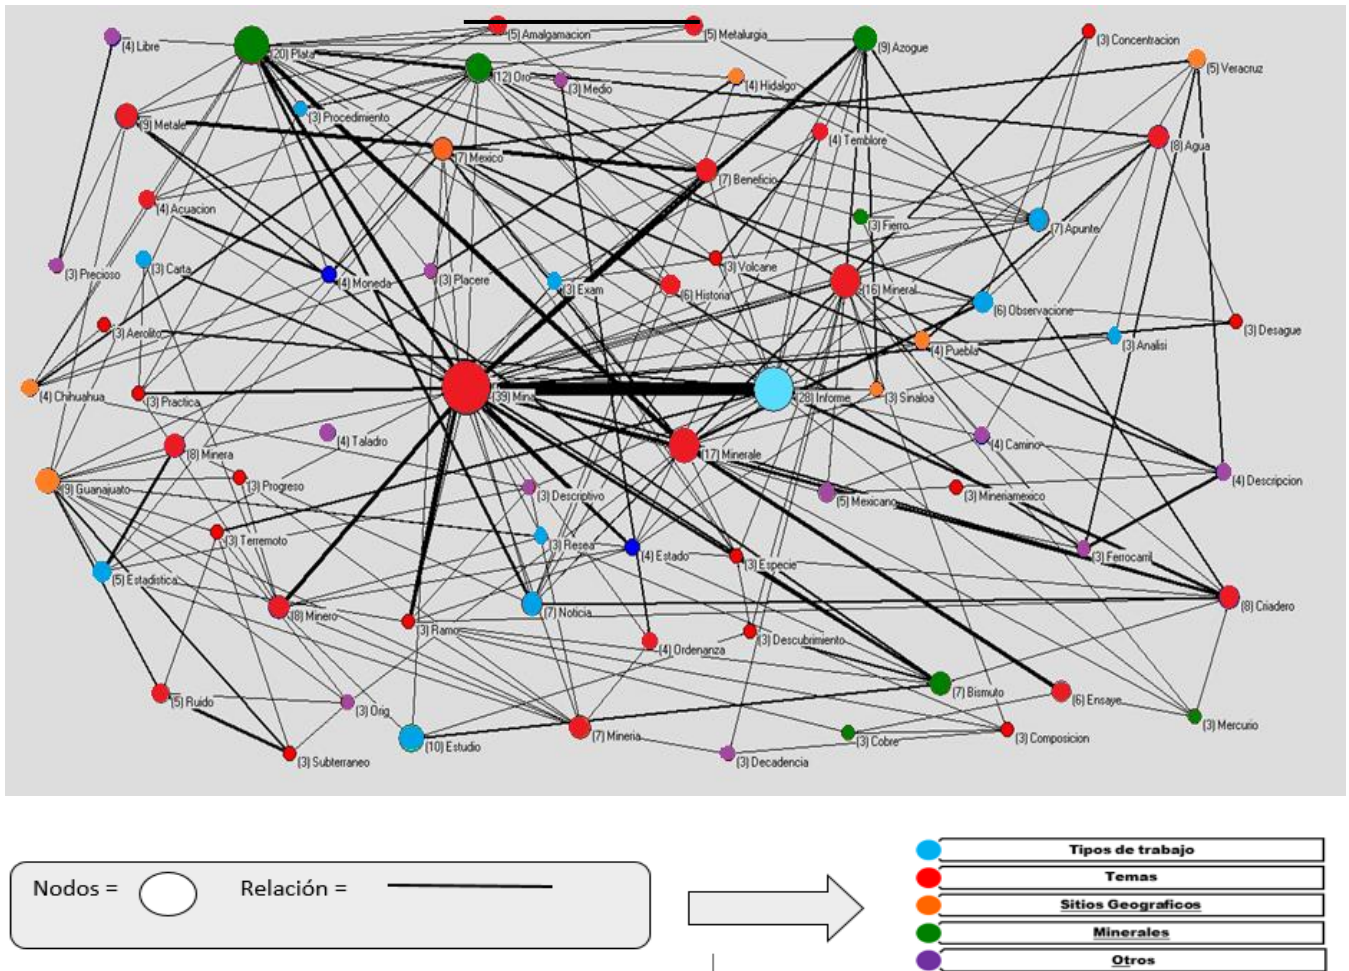 (4) Libre
(20) Plata
(5) Amalgamacion
(5) Metalurgia
(9) Azogue
(3) Concentracion
(5) Veracruz
(12) Oro
(3) Medio
(4) Hidalgo
(9) Metale
(3) Procedimiento
(7) Mexico
(4) Temblore
(8) Agua
(7) Beneficio
(4) Acuacion
(3) Fierro
(7) Apunte
(3) Precioso
(3) Carta
(4) Moneda
(3) Placere
(3) Exam
(6) Historia
(3) Volcane
(16) Mineral
(6) Observacione
(3) Aerolito
(4) Puebla
(3) Analisi
(3) Desague
(4) Chihuahua
(3) Practica
(39) Mina
(28) Informe
(3) Sinaloa
(4) Taladro
(8) Minera
(17) Minerale
(4) Camino
(9) Guanajuato
(3) Progreso
(3) Descriptivo
(5) Mexicano
(3) Mineriamexico
(4) Descripcion
(3) Terremoto
(3) Resea
(4) Estado
(3) Especie
(3) Ferrocarril
(5) Estadistica
(8) Minero
(3) Ramo
(7) Noticia
(8) Criadero
(4) Ordenanza
(3) Descubrimiento
(5) Ruido
(3) Orig
(7) Bismuto
(6) Ensaye
(3) Mercurio
(10) Estudio
(7) Mineria
(3) Cobre
(3) Composicion
(3) Subterraneo
(3) Decadencia
Nodos =
Relación =
Tipos de trabajo
Temas
Sitios Geograficos
Minerales
Otros